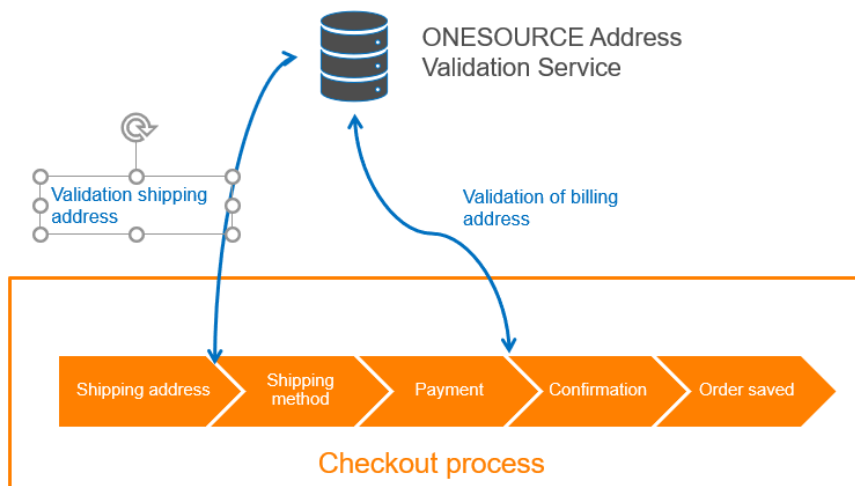 ONESOURCE Address
Validation Service
Validation shipping
address
Validation of billing
address
Shipping address
Shipping
method
Payment
Confirmation
Order saved
Checkout process